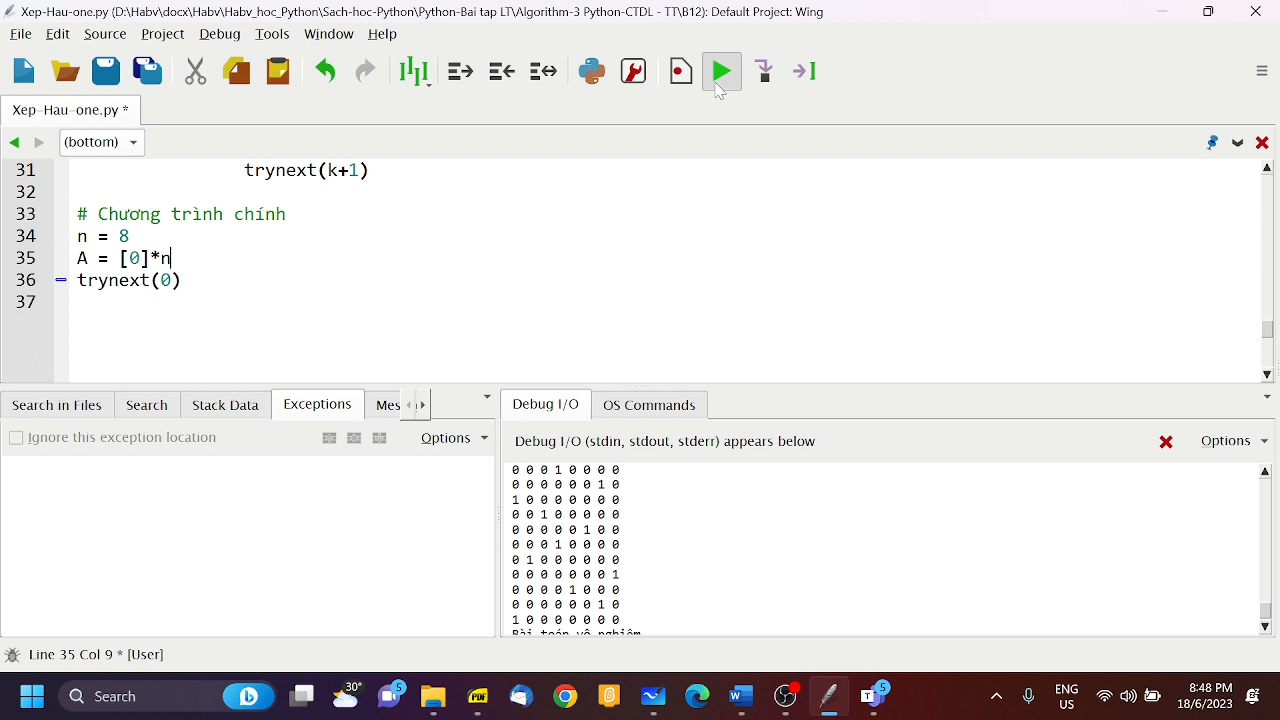 Xep-Hau-one.py (D:\Habv\docx\Habv\Habv_hoc_Python\Sach-hoc-Python\Python-Bai tap LT\Algorithm-3 Python-CTDL - TT\B12): Default Project: Wing
File Edit Source Project Debug Tools Window Help
Xep-Hau-one.py *
(bottom)
31 trynext(k+1)
32
33 # Chương trình chính
34 n = 8
35 A = [0]*n
36 trynext(0)
37
Search in Files Search Stack Data Exceptions Mes
Ignore this exception location Options
Debug I/O OS Commands
Debug I/O (stdin, stdout, stderr) appears below Options
0 0 0 1 0 0 0 0
0 0 0 0 0 0 1 0
1 0 0 0 0 0 0 0
0 0 1 0 0 0 0 0
0 0 0 0 0 1 0 0
0 0 0 1 0 0 0 0
0 1 0 0 0 0 0 0
0 0 0 0 0 0 0 1
0 0 0 0 1 0 0 0
0 0 0 0 0 0 1 0
1 0 0 0 0 0 0 0
Bài toán vô nghiệm
Line 35 Col 9 * [User]
Search
30°
5
PDF
5
ENG
US
8:48 PM
18/6/2023